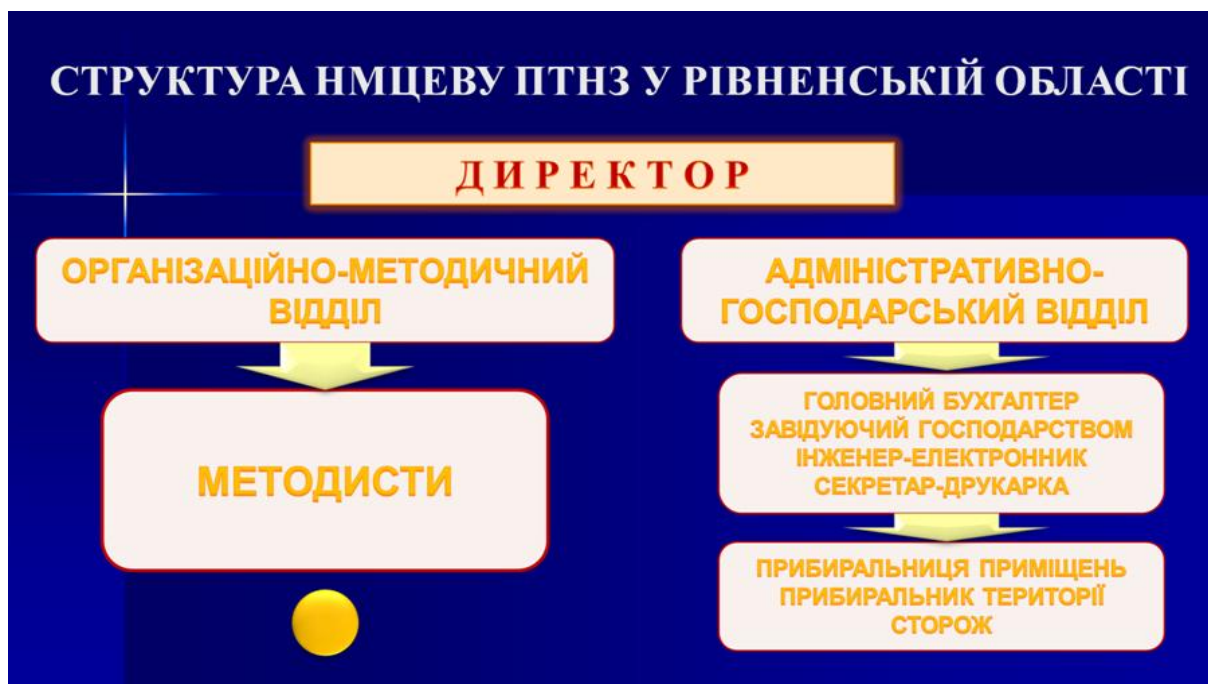 СТРУКТУРА НМЦЕВУ ПТНЗ У РІВНЕНСЬКІЙ ОБЛАСТІ
ДИРЕКТОР
ОРГАНІЗАЦІЙНО-МЕТОДИЧНИЙ
ВІДДІЛ
МЕТОДИСТИ
АДМІНІСТРАТИВНО-
ГОСПОДАРСЬКИЙ ВІДДІЛ
ГОЛОВНИЙ БУХГАЛТЕР
ЗАВІДУЮЧИЙ ГОСПОДАРСТВОМ
ІНЖЕНЕР-ЕЛЕКТРОННИК
СЕКРЕТАР-ДРУКАРКА
ПРИБИРАЛЬНИЦЯ ПРИМІЩЕНЬ
ПРИБИРАЛЬНИК ТЕРИТОРІЇ
СТОРОЖ